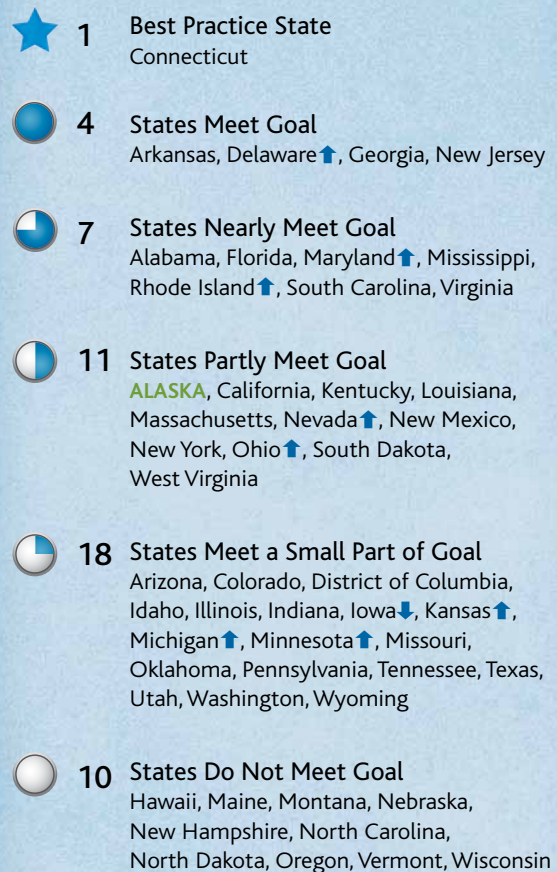 1 Best Practice State
Connecticut
4 States Meet Goal
Arkansas, Delaware⬆, Georgia, New Jersey
7 States Nearly Meet Goal
Alabama, Florida, Maryland⬆, Mississippi,
Rhode Island⬆, South Carolina, Virginia
11 States Partly Meet Goal
ALASKA, California, Kentucky, Louisiana,
Massachusetts, Nevada⬆, New Mexico,
New York, Ohio⬆, South Dakota,
West Virginia
18 States Meet a Small Part of Goal
Arizona, Colorado, District of Columbia,
Idaho, Illinois, Indiana, Iowa⬇, Kansas⬆,
Michigan⬆, Minnesota⬆, Missouri,
Oklahoma, Pennsylvania, Tennessee, Texas,
Utah, Washington, Wyoming
10 States Do Not Meet Goal
Hawaii, Maine, Montana, Nebraska,
New Hampshire, North Carolina,
North Dakota, Oregon, Vermont, Wisconsin